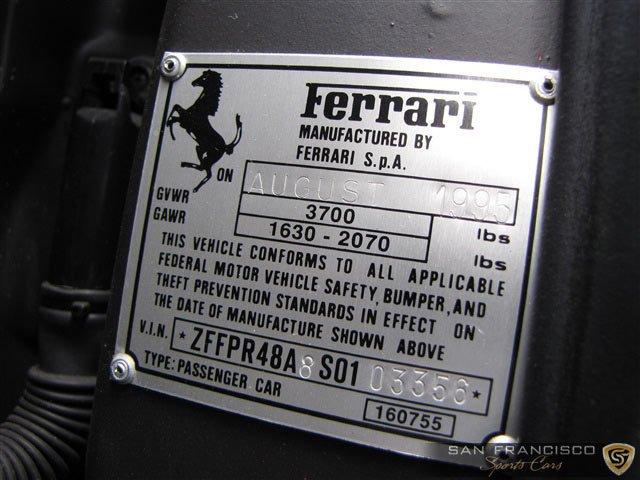 Ferrari
MANUFACTURED BY
FERRARI S.p.A.
ON AUGUST 1995
GVWR 3700 lbs
GAWR 1630 - 2070 lbs
THIS VEHICLE CONFORMS TO ALL APPLICABLE
FEDERAL MOTOR VEHICLE SAFETY, BUMPER, AND
THEFT PREVENTION STANDARDS IN EFFECT ON
THE DATE OF MANUFACTURE SHOWN ABOVE
V.I.N. * ZFFPR48A8S0103356 *
TYPE: PASSENGER CAR
160755
SAN FRANCISCO
Sports Cars